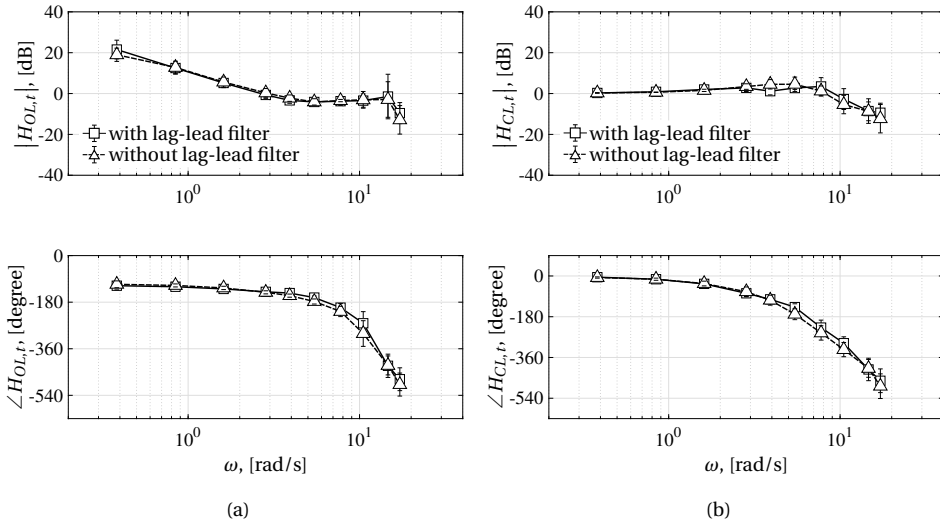 40
20
0
-20
-40
|H_{OL,t}|, [dB]
with lag-lead filter
without lag-lead filter
10^0
10^1
40
20
0
-20
-40
|H_{CL,t}|, [dB]
with lag-lead filter
without lag-lead filter
10^0
10^1
0
-180
-360
-540
∠H_{OL,t}, [degree]
10^0
10^1
ω, [rad/s]
(a)
0
-180
-360
-540
∠H_{CL,t}, [degree]
10^0
10^1
ω, [rad/s]
(b)